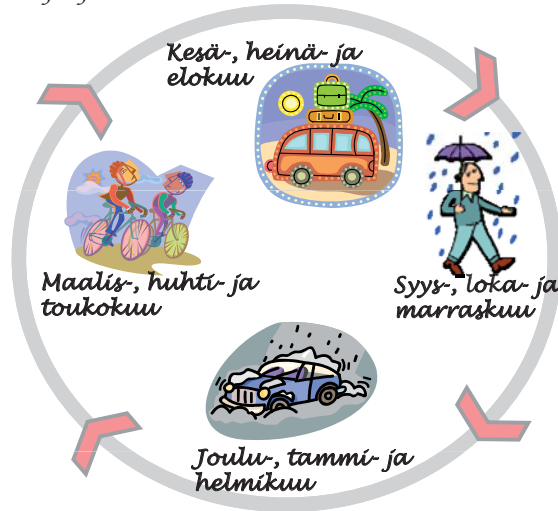 Kesä-, heinä- ja
elokuu
Maalis-, huhti- ja
toukokuu
Syys-, loka- ja
marraskuu
Joulu-, tammi- ja
helmikuu